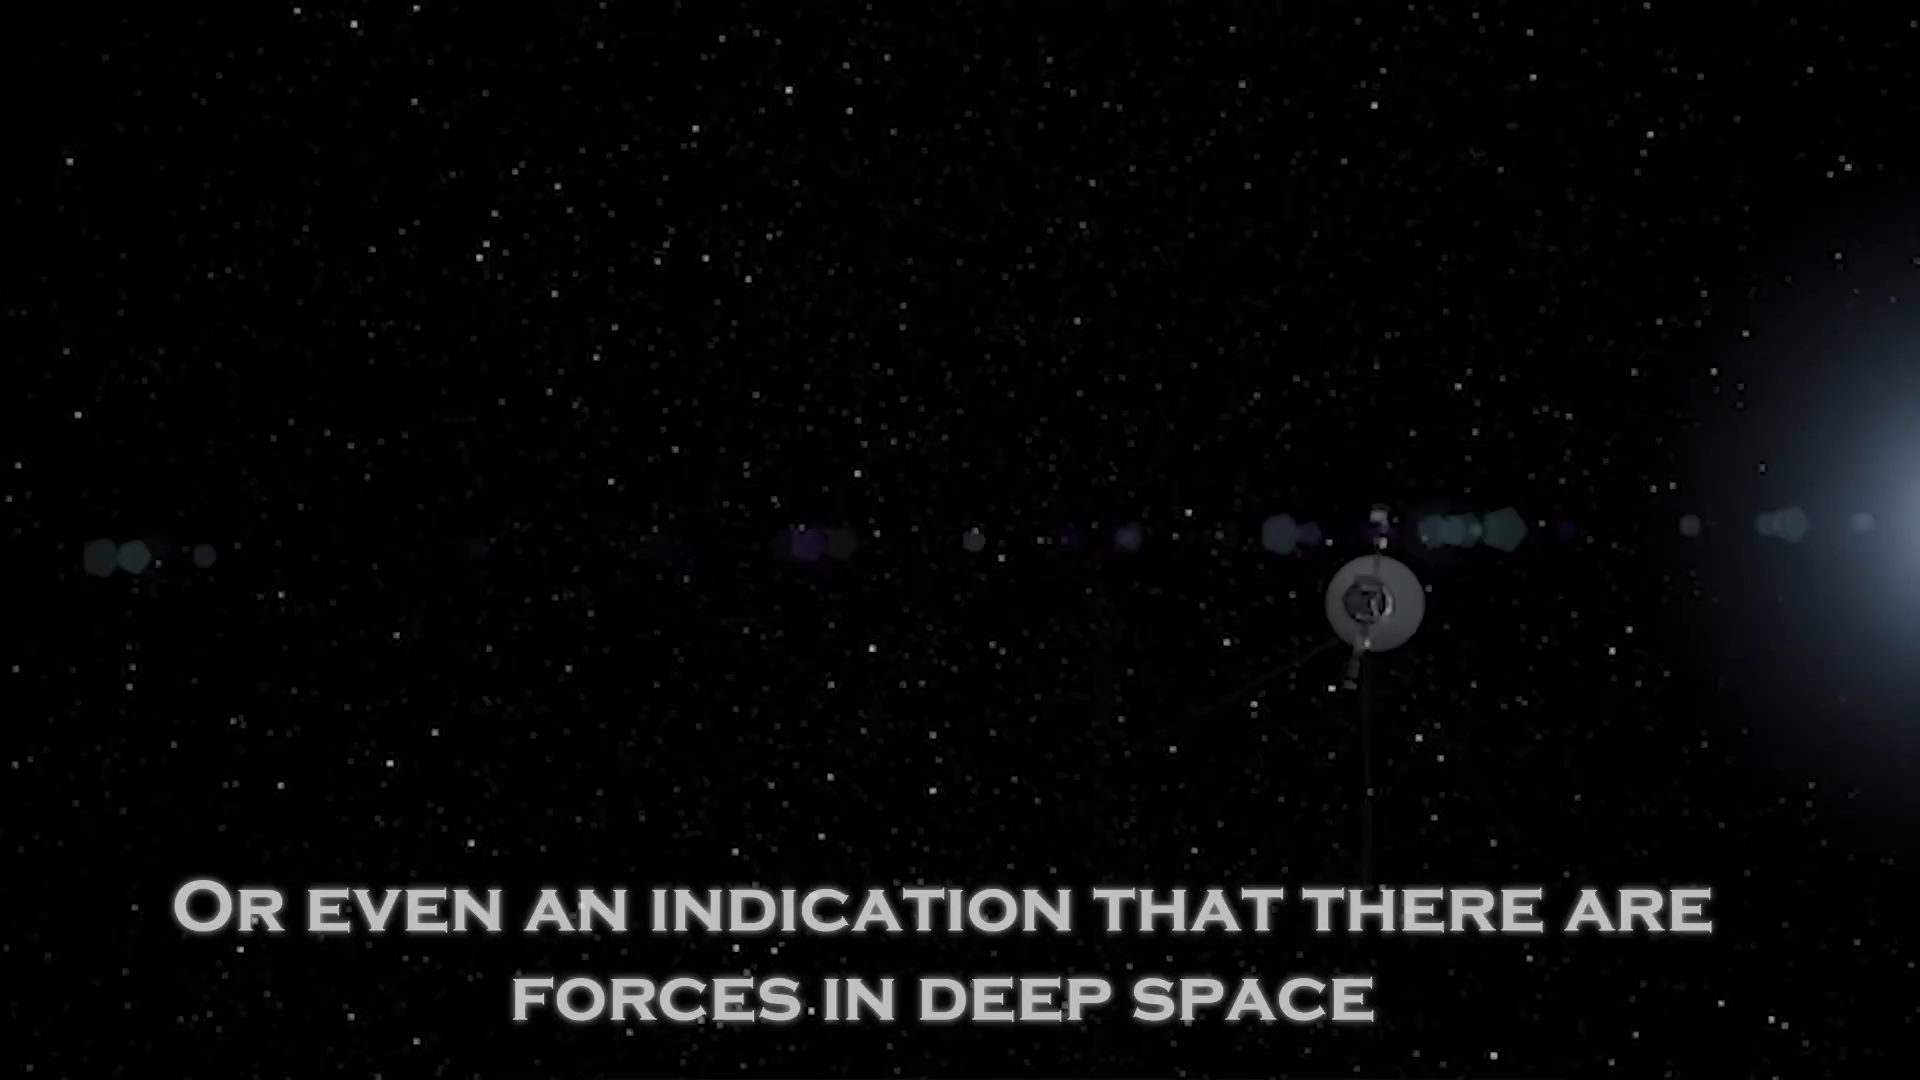 Or even an indication that there are
forces in deep space